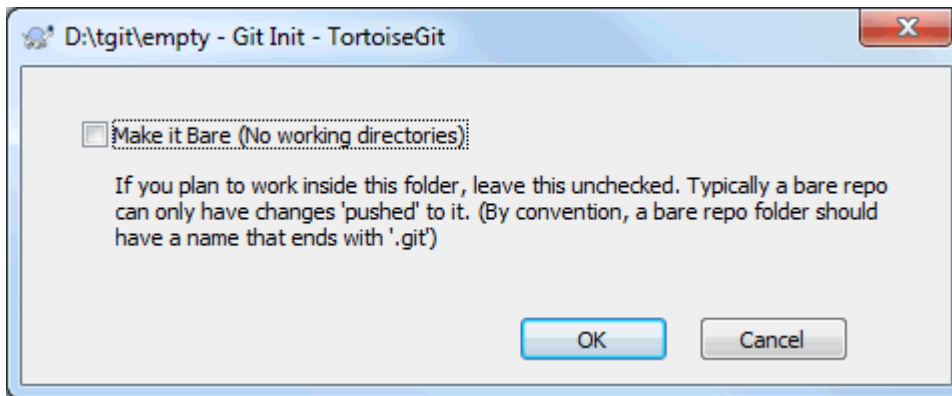 D:\tgit\empty - Git Init - TortoiseGit
Make it Bare (No working directories)
If you plan to work inside this folder, leave this unchecked. Typically a bare repo
can only have changes 'pushed' to it. (By convention, a bare repo folder should
have a name that ends with '.git')
OK Cancel